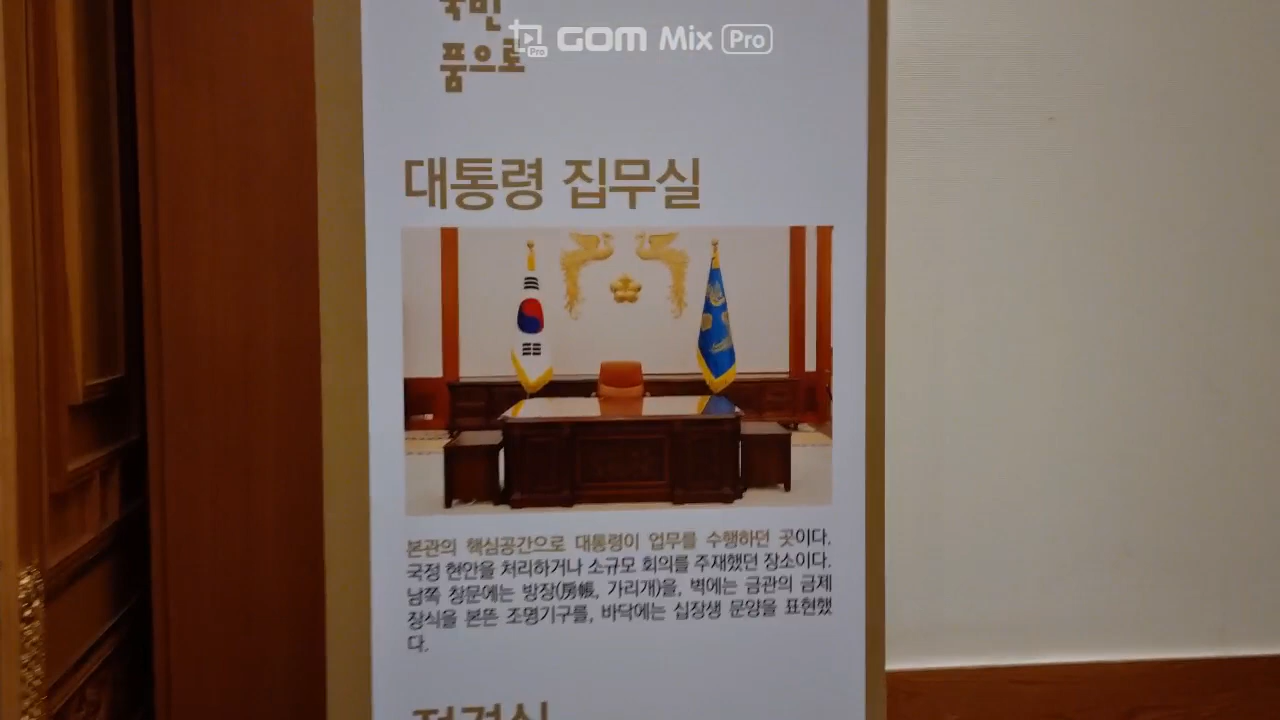 국민
품으로
GOM Mix Pro
Pro
대통령 집무실
본관의 핵심공간으로 대통령이 업무를 수행하던 곳이다.
국정 현안을 처리하거나 소규모 회의를 주재했던 장소이다.
남쪽 창문에는 방장(房帳, 가리개)을, 벽에는 금관의 금제
장식을 본뜬 조명기구를, 바닥에는 십장생 문양을 표현했
다.